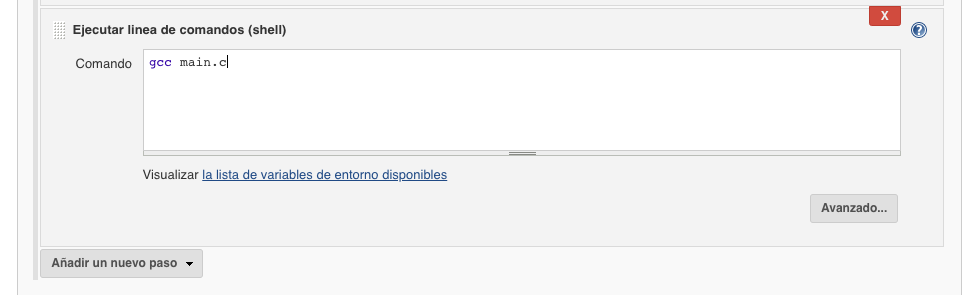 X
Ejecutar linea de comandos (shell)
?
Comando
gcc main.c
Visualizar la lista de variables de entorno disponibles
Avanzado...
Añadir un nuevo paso